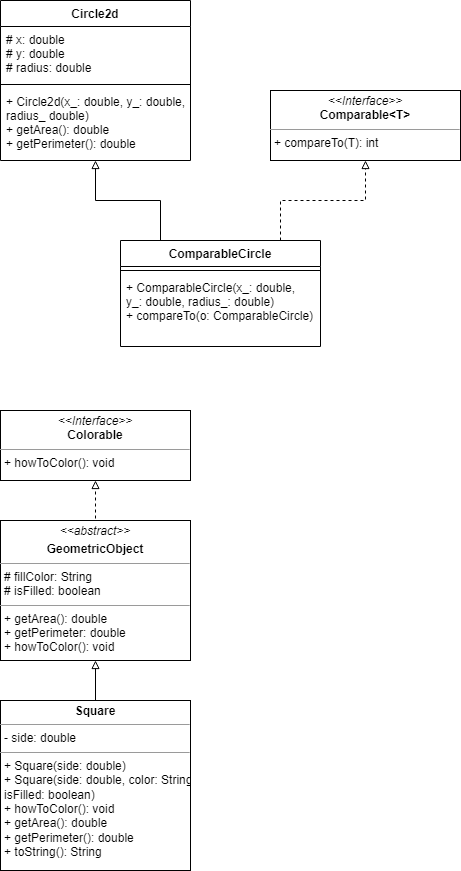 Circle2d
# x: double
# y: double
# radius: double
+ Circle2d(x_: double, y_: double,
radius_ double)
+ getArea(): double
+ getPerimeter(): double
<<Interface>>
Comparable<T>
+ compareTo(T): int
ComparableCircle
+ ComparableCircle(x_: double,
y_: double, radius_: double)
+ compareTo(o: ComparableCircle)
<<Interface>>
Colorable
+ howToColor(): void
<<abstract>>
GeometricObject
# fillColor: String
# isFilled: boolean
+ getArea(): double
+ getPerimeter: double
+ howToColor(): void
Square
- side: double
+ Square(side: double)
+ Square(side: double, color: String
isFilled: boolean)
+ howToColor(): void
+ getArea(): double
+ getPerimeter(): double
+ toString(): String